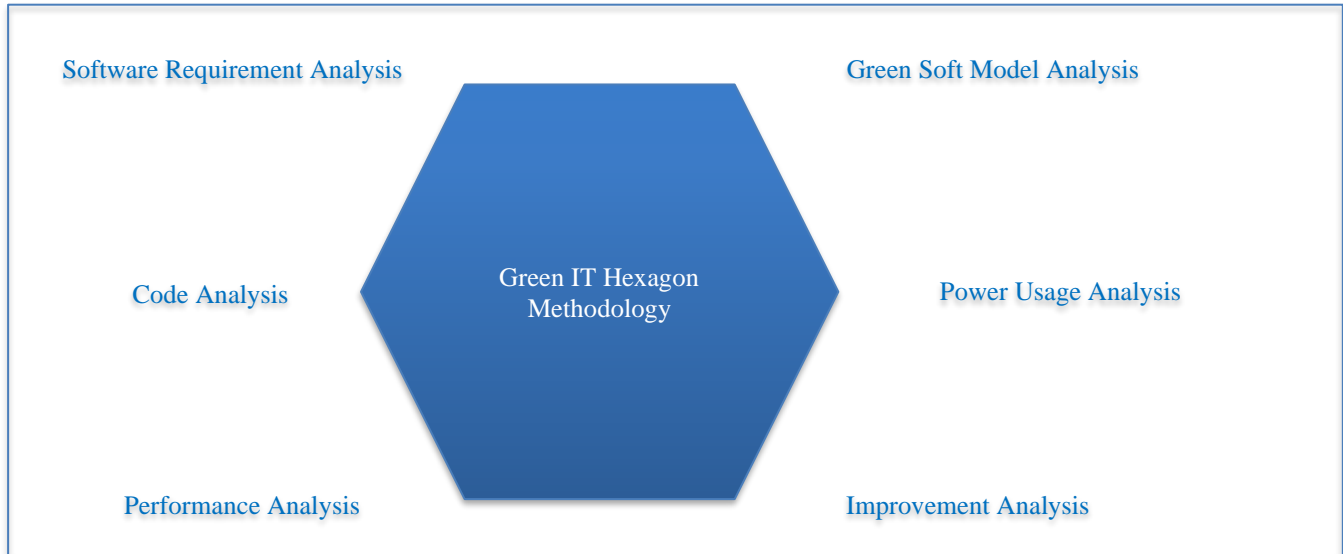 Software Requirement Analysis
Green Soft Model Analysis
Code Analysis
Green IT Hexagon
Methodology
Power Usage Analysis
Performance Analysis
Improvement Analysis